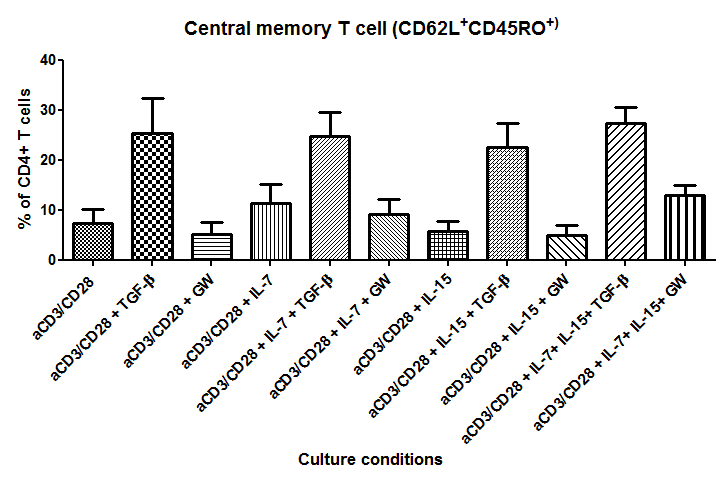 Central memory T cell (CD62L⁺CD45RO⁺⁾
% of CD4+ T cells
40
30
20
10
0
aCD3/CD28
aCD3/CD28 + TGF-β
aCD3/CD28 + GW
aCD3/CD28 + IL-7
aCD3/CD28 + IL-7 + TGF-β
aCD3/CD28 + IL-7 + GW
aCD3/CD28 + IL-15
aCD3/CD28 + IL-15 + TGF-β
aCD3/CD28 + IL-15 + GW
aCD3/CD28 + IL-7+ IL-15+ TGF-β
aCD3/CD28 + IL-7+ IL-15+ GW
Culture conditions